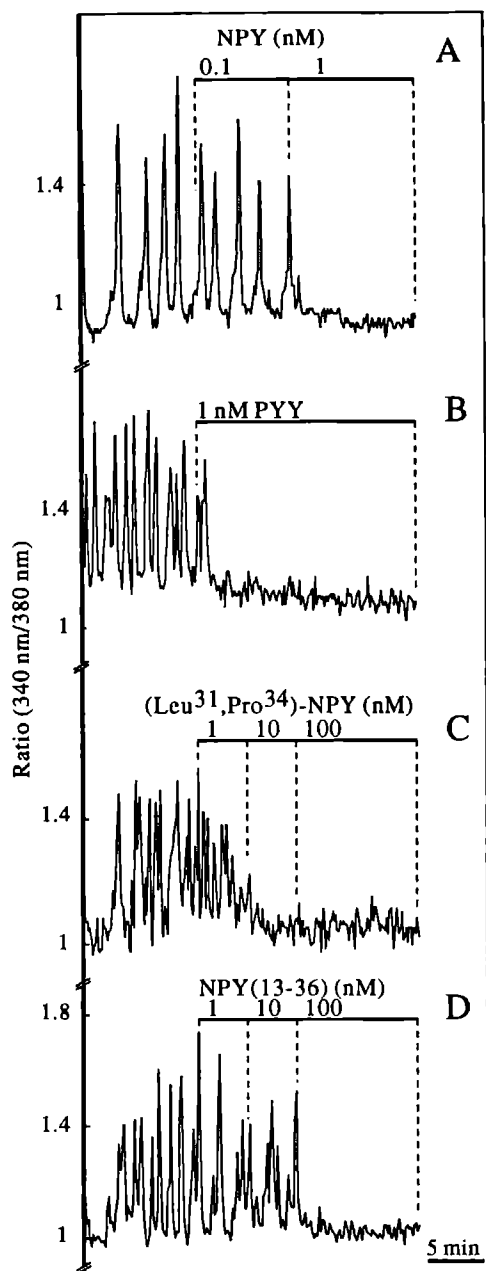 NPY (nM)
A
0.1 1
1.4
1
B
1 nM PYY
1.4
1
Ratio (340 nm/380 nm)
(Leu31,Pro34)-NPY (nM)
C
1 10 100
1.4
1
NPY(13-36) (nM)
D
1.8
1 10 100
1.4
1
5 min